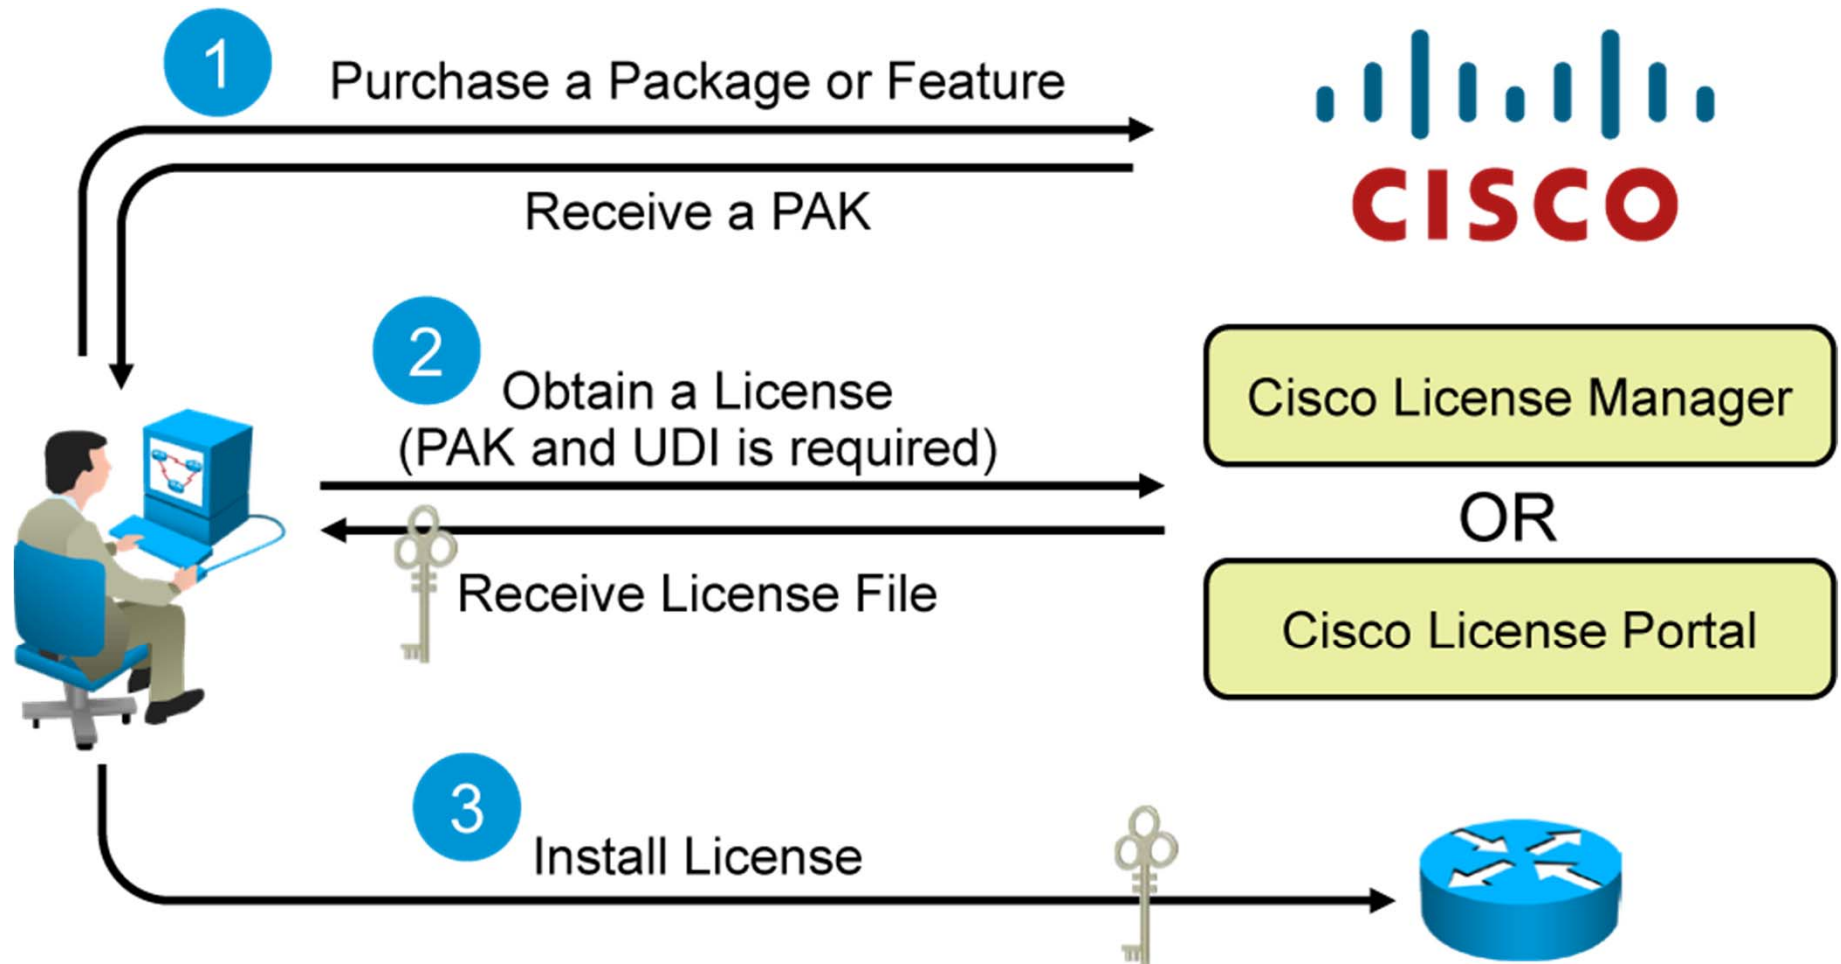 1
Purchase a Package or Feature
Receive a PAK
CISCO
2
Obtain a License
(PAK and UDI is required)
Receive License File
Cisco License Manager
OR
Cisco License Portal
3
Install License